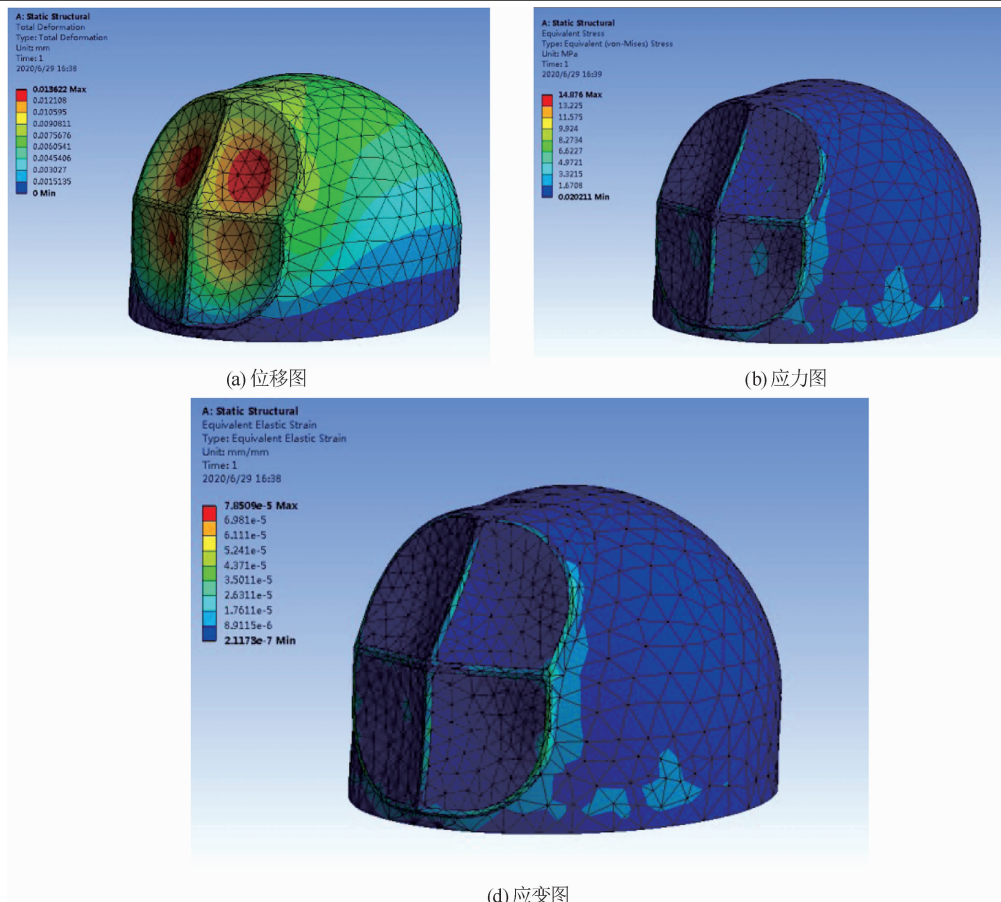 A: Static Structural
Total Deformation
Type: Total Deformation
Unit: mm
Time: 1
2020/6/29 16:38
0.013622 Max
0.012108
0.010595
0.0090811
0.0075676
0.0060541
0.0045406
0.003027
0.0015135
0 Min
(a) 位移图
A: Static Structural
Equivalent Stress
Type: Equivalent (von-Mises) Stress
Unit: MPa
Time: 1
2020/6/29 16:39
14.876 Max
13.225
11.575
9.924
8.2734
6.6227
4.9721
3.3215
1.6708
0.020211 Min
(b) 应力图
A: Static Structural
Equivalent Elastic Strain
Type: Equivalent Elastic Strain
Unit: mm/mm
Time: 1
2020/6/29 16:38
7.8509e-5 Max
6.981e-5
6.111e-5
5.241e-5
4.371e-5
3.5011e-5
2.6311e-5
1.7611e-5
8.9115e-6
2.1173e-7 Min
(d) 应变图